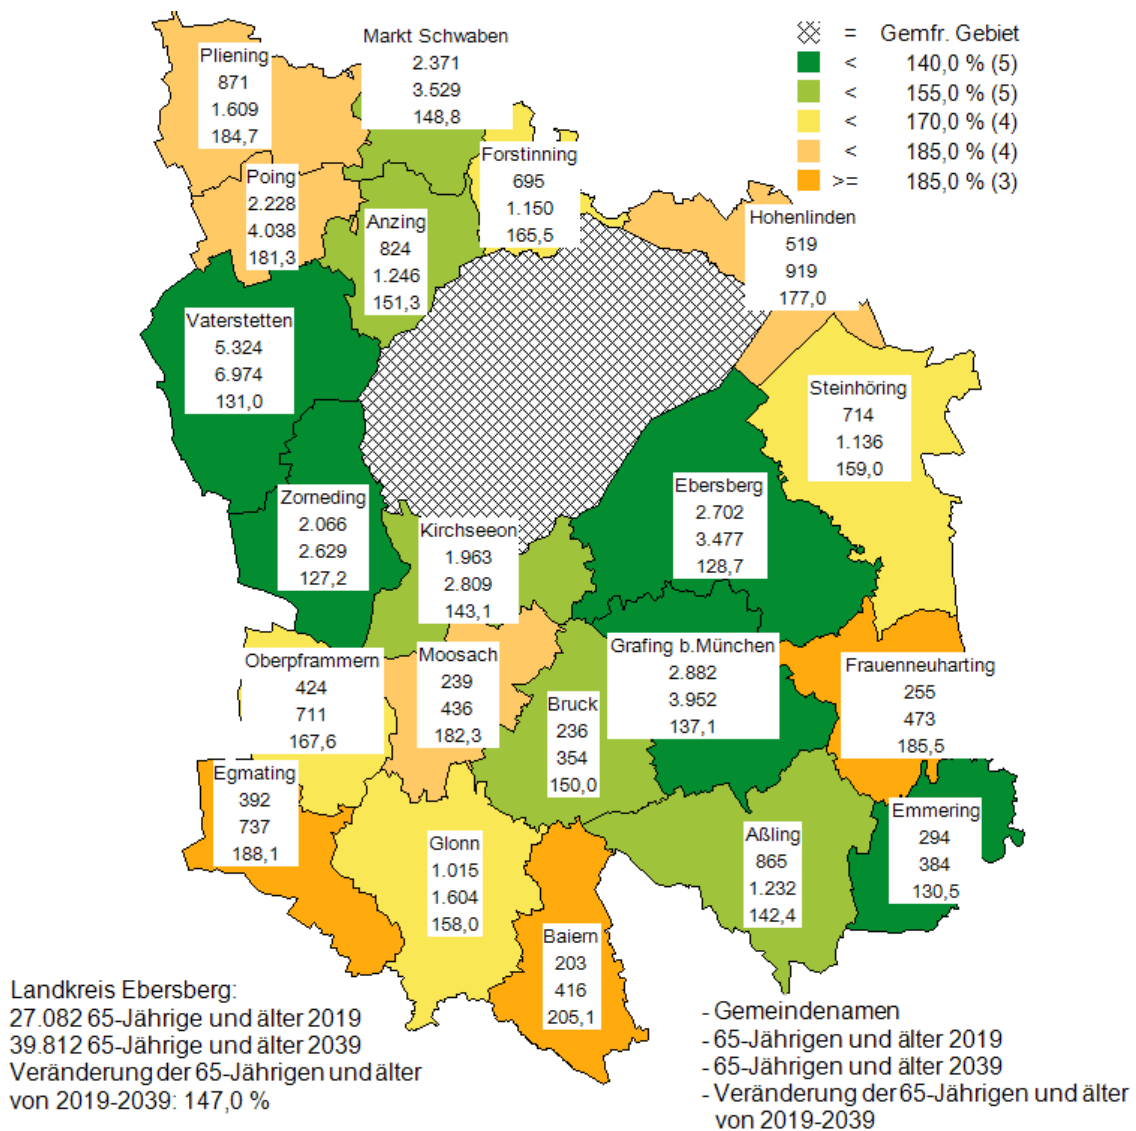 Markt Schwaben
2.371
3.529
148,8
Pliening
871
1.609
184,7
= Gemfr. Gebiet
< 140,0 % (5)
< 155,0 % (5)
< 170,0 % (4)
< 185,0 % (4)
>= 185,0 % (3)
Forstinning
695
1.150
165,5
Poing
2.228
4.038
181,3
Anzing
824
1.246
151,3
Hohenlinden
519
919
177,0
Vaterstetten
5.324
6.974
131,0
Steinhöring
714
1.136
159,0
Zorneding
2.066
2.629
127,2
Kirchseeon
1.963
2.809
143,1
Ebersberg
2.702
3.477
128,7
Oberpframmern
424
711
167,6
Moosach
239
436
182,3
Grafing b.München
2.882
3.952
137,1
Frauenneuharting
255
473
185,5
Bruck
236
354
150,0
Egmating
392
737
188,1
Glonn
1.015
1.604
158,0
Aßling
865
1.232
142,4
Emmering
294
384
130,5
Baiern
203
416
205,1
Landkreis Ebersberg:
27.082 65-Jährige und älter 2019
39.812 65-Jährige und älter 2039
Veränderung der 65-Jährigen und älter
von 2019-2039: 147,0 %
- Gemeindenamen
- 65-Jährigen und älter 2019
- 65-Jährigen und älter 2039
- Veränderung der 65-Jährigen und älter
von 2019-2039